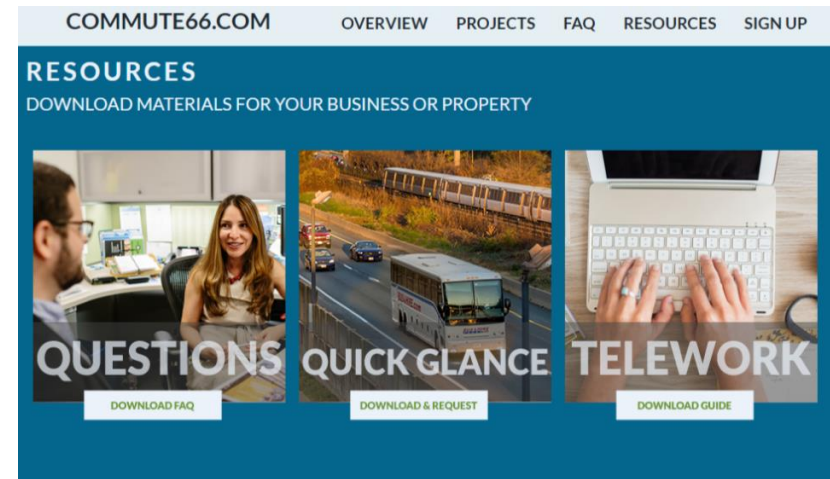 COMMUTE66.COM
OVERVIEW PROJECTS FAQ RESOURCES SIGN UP
RESOURCES
DOWNLOAD MATERIALS FOR YOUR BUSINESS OR PROPERTY
QUESTIONS
DOWNLOAD FAQ
QUICK GLANCE
DOWNLOAD & REQUEST
TELEWORK
DOWNLOAD GUIDE